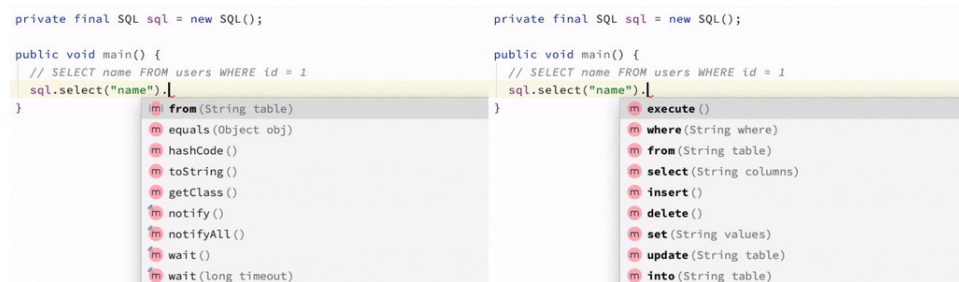 private final SQL sql = new SQL();
public void main() {
// SELECT name FROM users WHERE id = 1
sql.select("name").
}
from(String table)
equals(Object obj)
hashCode()
toString()
getClass()
notify()
notifyAll()
wait()
wait(long timeout)
private final SQL sql = new SQL();
public void main() {
// SELECT name FROM users WHERE id = 1
sql.select("name").
}
execute()
where(String where)
from(String table)
select(String columns)
insert()
delete()
set(String values)
update(String table)
into(String table)